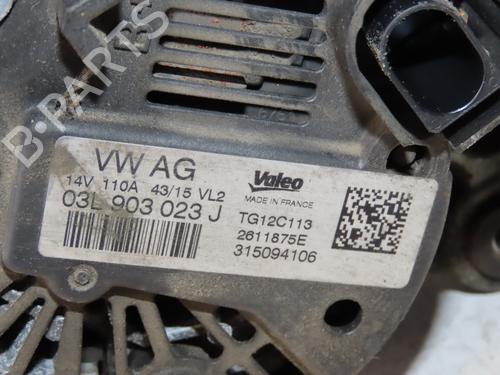 B-PARTS
VW AG
14V 110A 43/15 VL2
03L 903 023 J
Valeo
MADE IN FRANCE
TG12C113
2611875E
315094106